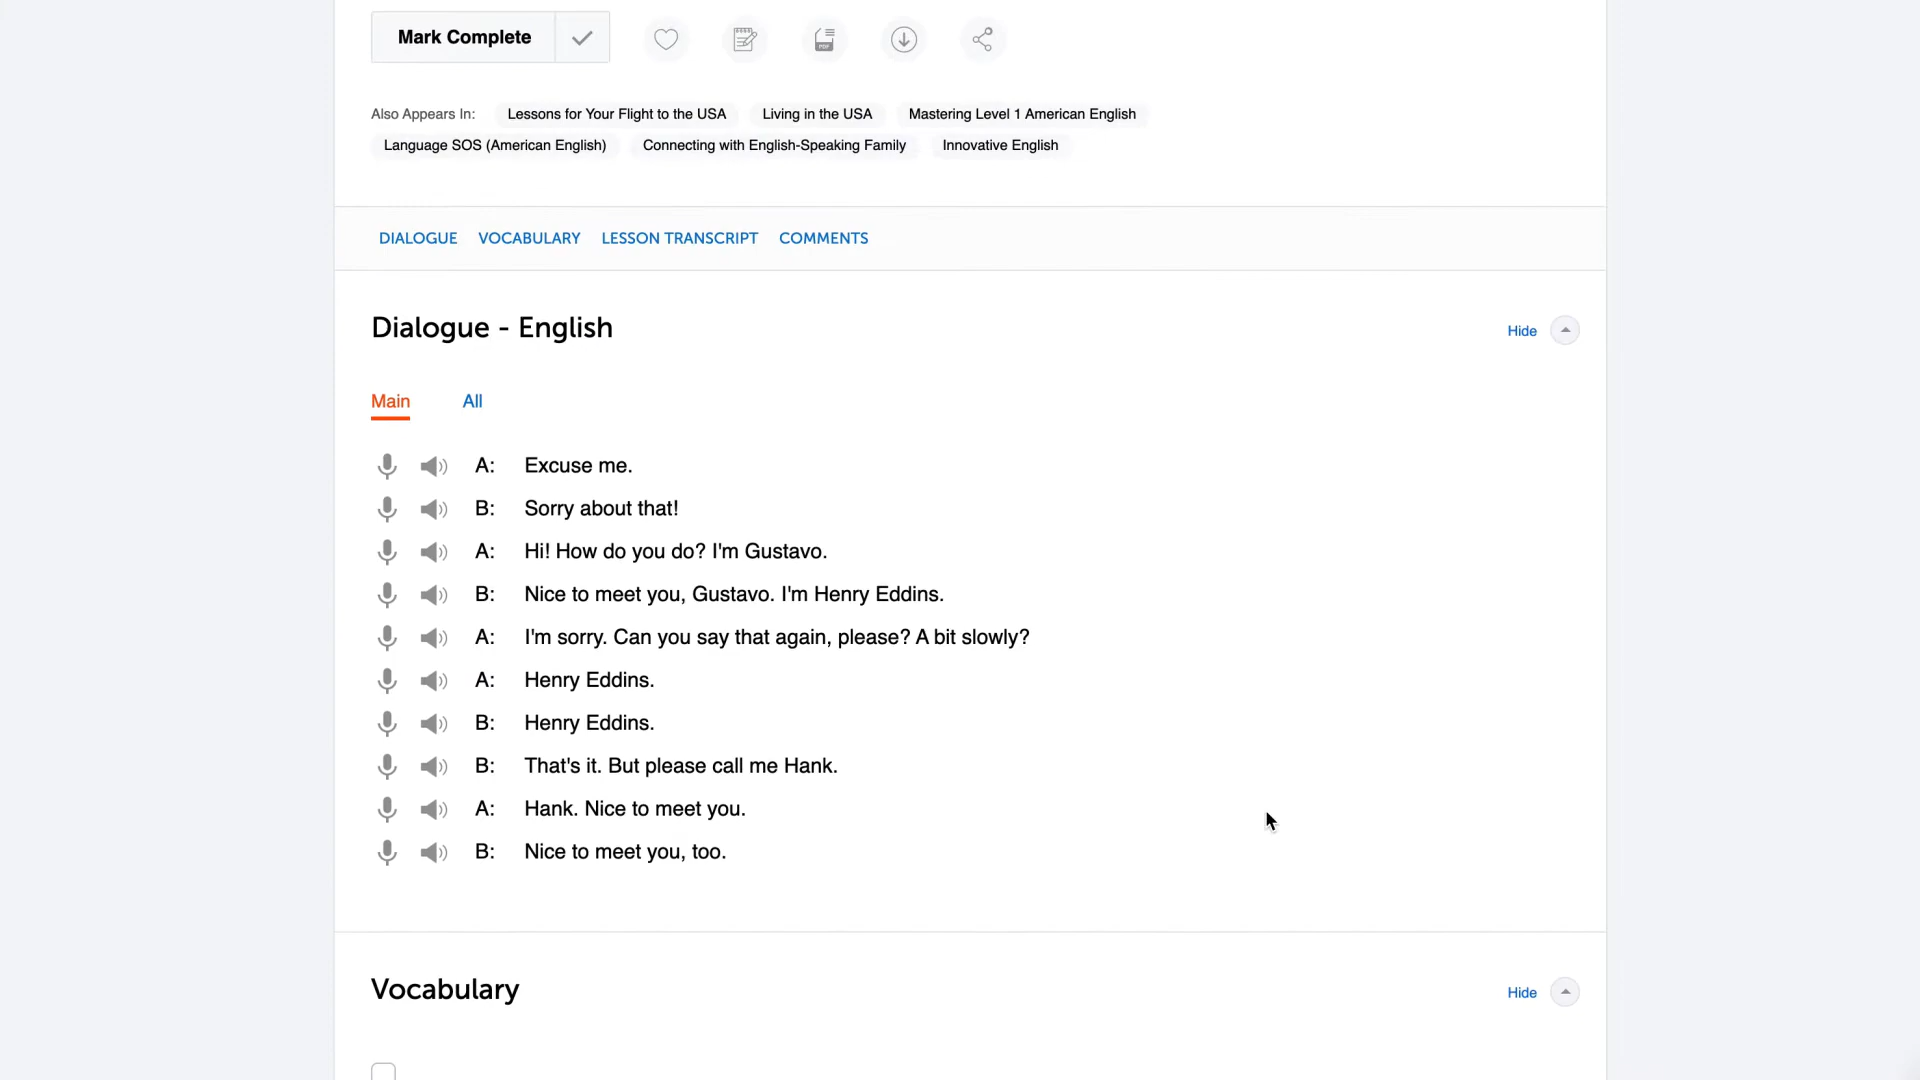 Mark Complete
Also Appears In: Lessons for Your Flight to the USA Living in the USA Mastering Level 1 American English
Language SOS (American English) Connecting with English-Speaking Family Innovative English
DIALOGUE VOCABULARY LESSON TRANSCRIPT COMMENTS
Dialogue - English Hide
Main All
A: Excuse me.
B: Sorry about that!
A: Hi! How do you do? I'm Gustavo.
B: Nice to meet you, Gustavo. I'm Henry Eddins.
A: I'm sorry. Can you say that again, please? A bit slowly?
A: Henry Eddins.
B: Henry Eddins.
B: That's it. But please call me Hank.
A: Hank. Nice to meet you.
B: Nice to meet you, too.
Vocabulary Hide